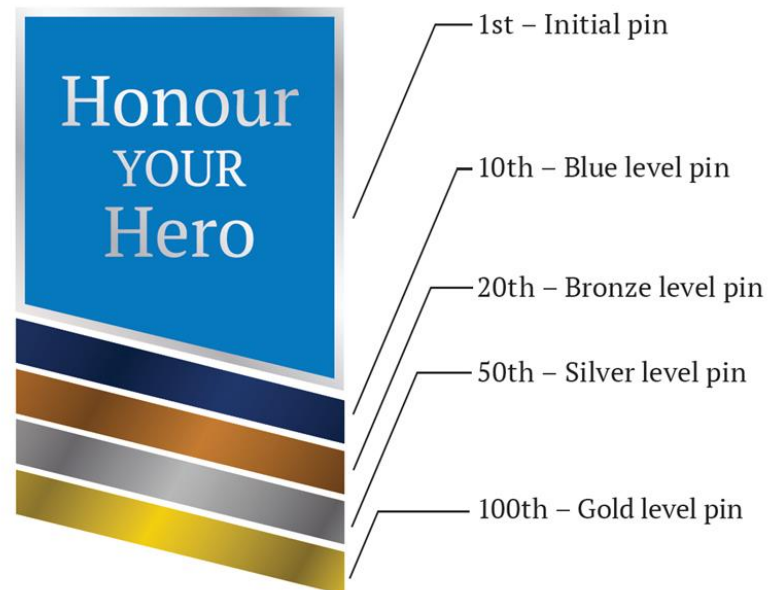 Honour
YOUR
Hero
1st – Initial pin
10th – Blue level pin
20th – Bronze level pin
50th – Silver level pin
100th – Gold level pin